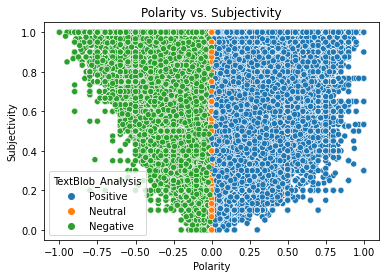 Polarity vs. Subjectivity
Subjectivity
1.0
0.8
0.6
0.4
0.2
0.0
TextBlob_Analysis
Positive
Neutral
Negative
−1.00 −0.75 −0.50 −0.25 0.00 0.25 0.50 0.75 1.00
Polarity